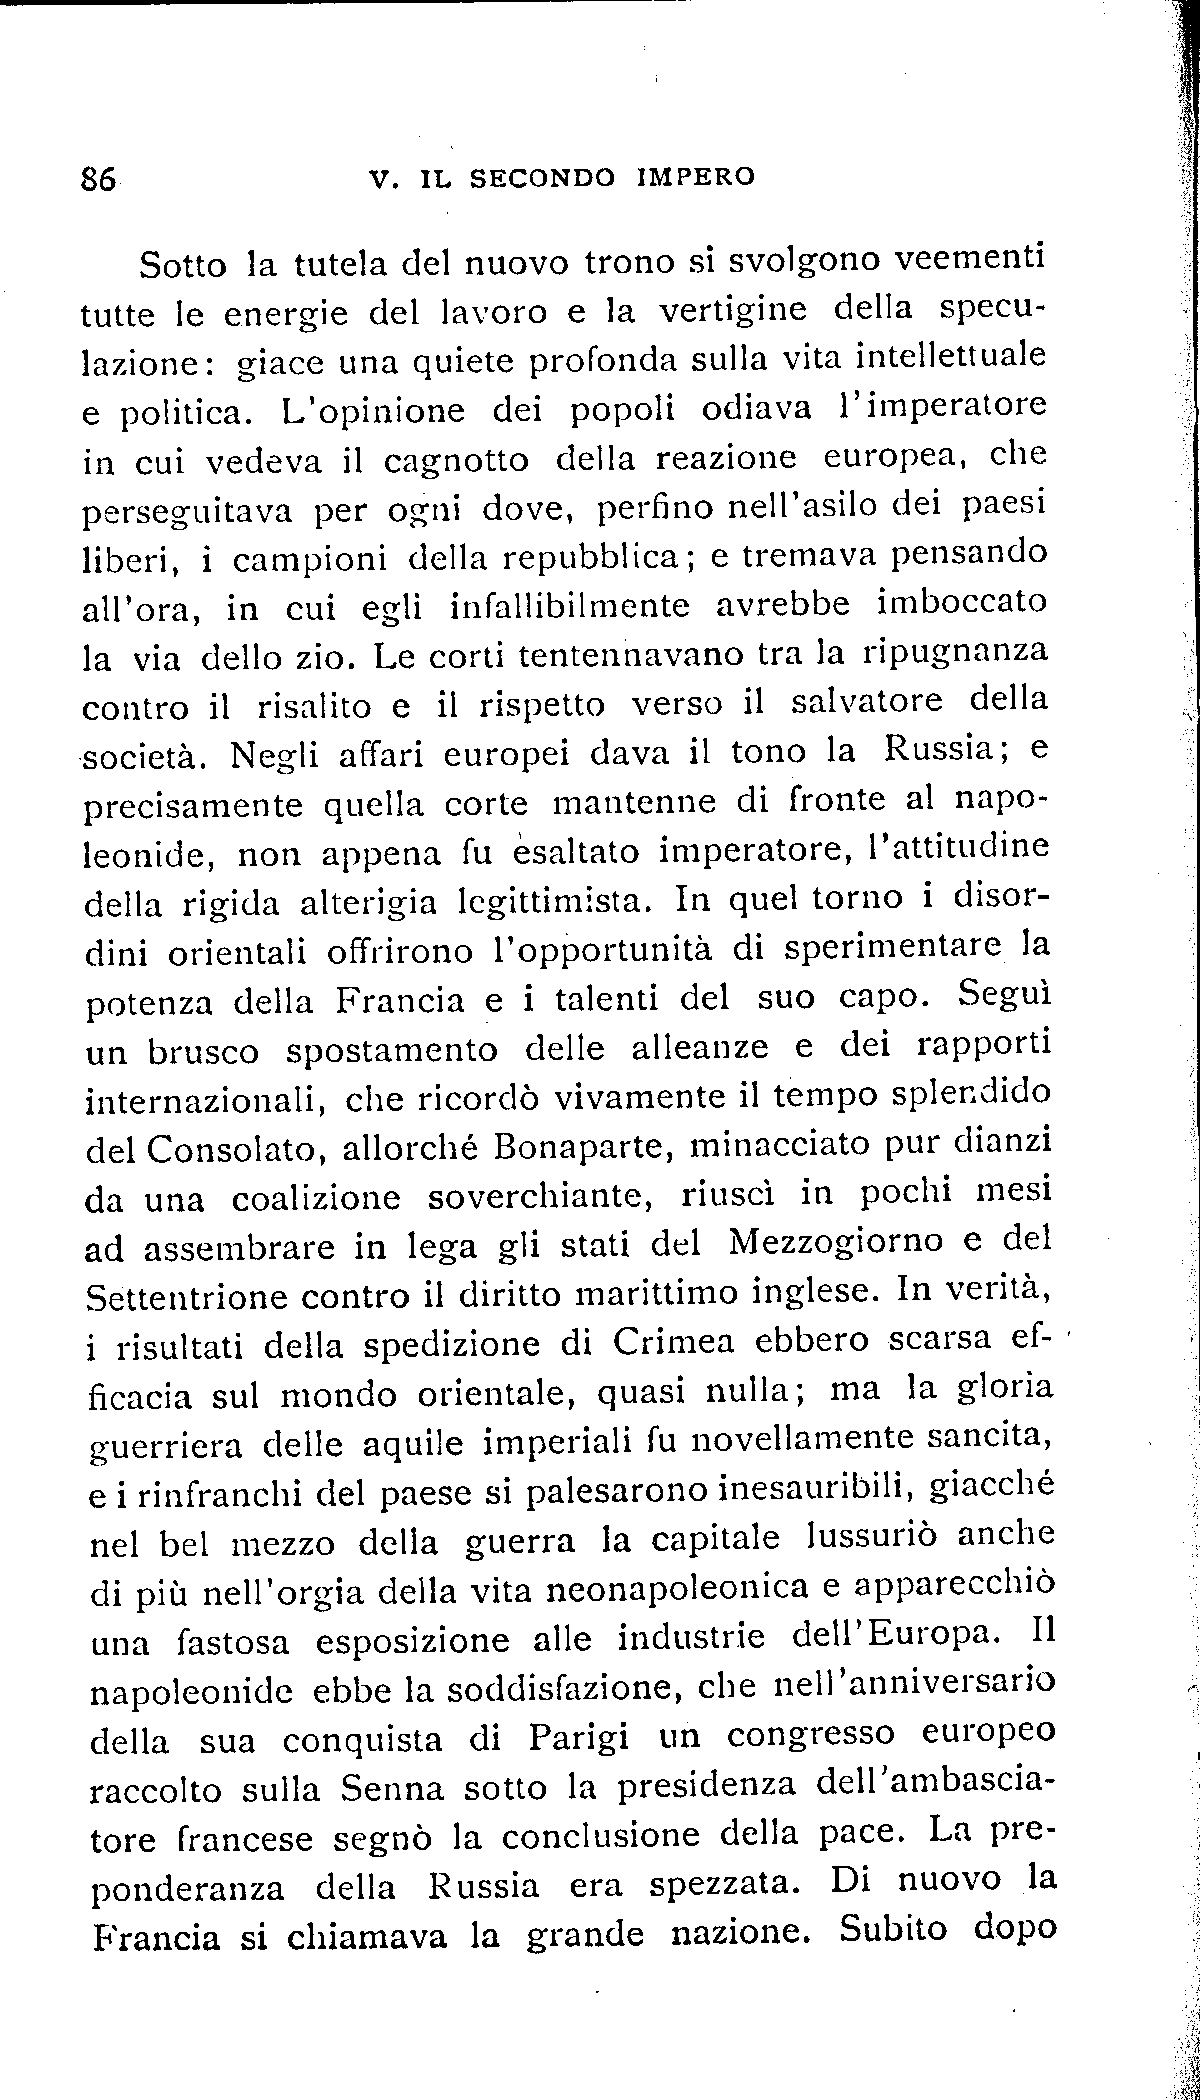 86 V. IL SECONDO IMPERO
Sotto la tutela del nuovo trono si svolgono veementi
tutte le energie del lavoro e la vertigine della specu-
lazione: giace una quiete profonda sulla vita intellettuale
e politica. L'opinione dei popoli odiava l'imperatore
in cui vedeva il cagnotto della reazione europea, che
perseguitava per ogni dove, perfino nell'asilo dei paesi
liberi, i campioni della repubblica; e tremava pensando
all'ora, in cui egli infallibilmente avrebbe imboccato
la via dello zio. Le corti tentennavano tra la ripugnanza
contro il risalito e il rispetto verso il salvatore della
società. Negli affari europei dava il tono la Russia; e
precisamente quella corte mantenne di fronte al napo-
leonide, non appena fu esaltato imperatore, l'attitudine
della rigida alterigia legittimista. In quel torno i disor-
dini orientali offrirono l'opportunità di sperimentare la
potenza della Francia e i talenti del suo capo. Seguì
un brusco spostamento delle alleanze e dei rapporti
internazionali, che ricordò vivamente il tempo splendido
del Consolato, allorché Bonaparte, minacciato pur dianzi
da una coalizione soverchiante, riuscì in pochi mesi
ad assembrare in lega gli stati del Mezzogiorno e del
Settentrione contro il diritto marittimo inglese. In verità,
i risultati della spedizione di Crimea ebbero scarsa ef-
ficacia sul mondo orientale, quasi nulla; ma la gloria
guerriera delle aquile imperiali fu novellamente sancita,
e i rinfranchi del paese si palesarono inesauribili, giacché
nel bel mezzo della guerra la capitale lussuriò anche
di più nell'orgia della vita neonapoleonica e apparecchiò
una fastosa esposizione alle industrie dell'Europa. Il
napoleonide ebbe la soddisfazione, che nell'anniversario
della sua conquista di Parigi un congresso europeo
raccolto sulla Senna sotto la presidenza dell'ambascia-
tore francese segnò la conclusione della pace. La pre-
ponderanza della Russia era spezzata. Di nuovo la
Francia si chiamava la grande nazione. Subito dopo